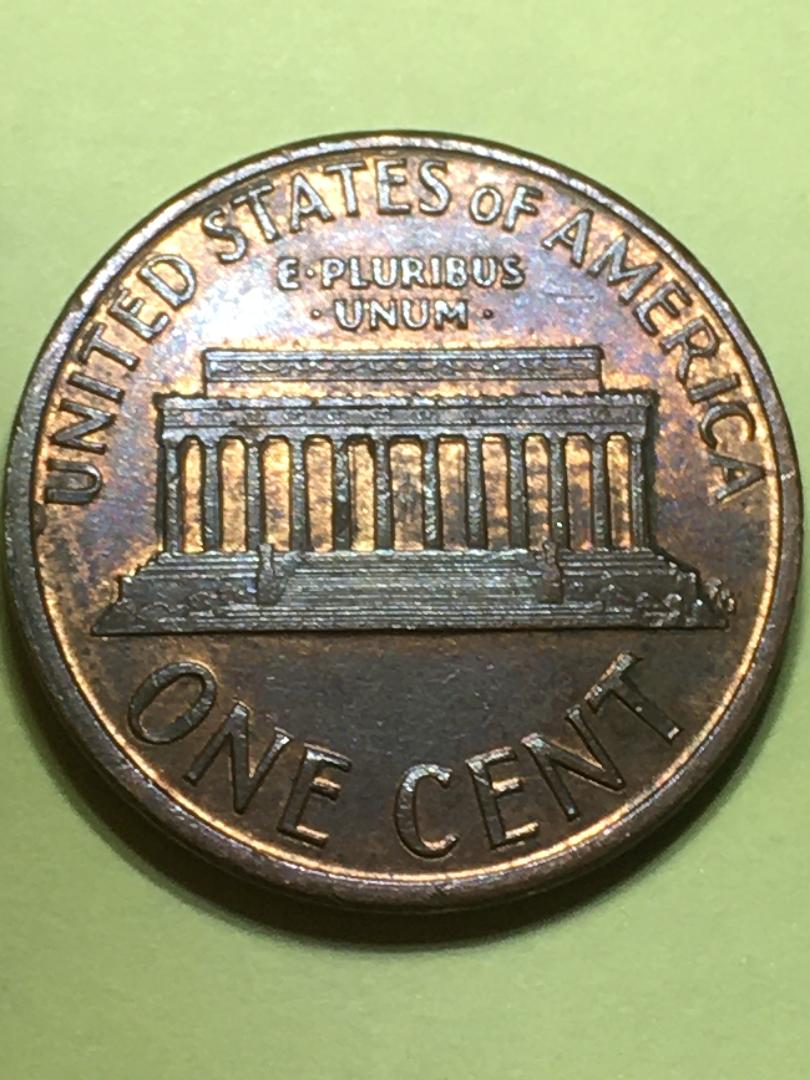 UNITED STATES OF AMERICA
E·PLURIBUS
·UNUM·
ONE CENT